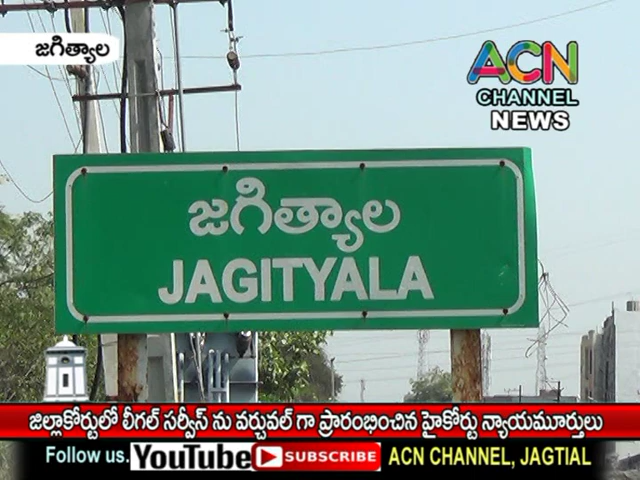 జగిత్యాల
ACN
CHANNEL
NEWS
జగిత్యాల
JAGITYALA
జిల్లాకోర్టులో లీగల్ సర్వీస్ ను వర్చువల్ గా ప్రారంభించిన హైకోర్టు న్యాయమూర్తులు
Follow us. YouTube SUBSCRIBE ACN CHANNEL, JAGTIAL